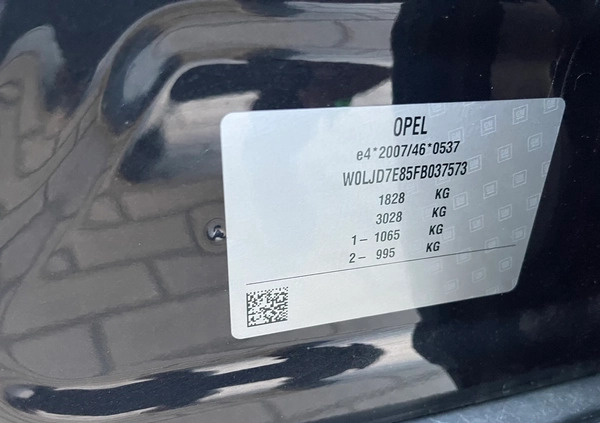 OPEL
e4*2007/46*0537
W0LJD7E85FB037573
1828 KG
3028 KG
1– 1065 KG
2– 995 KG